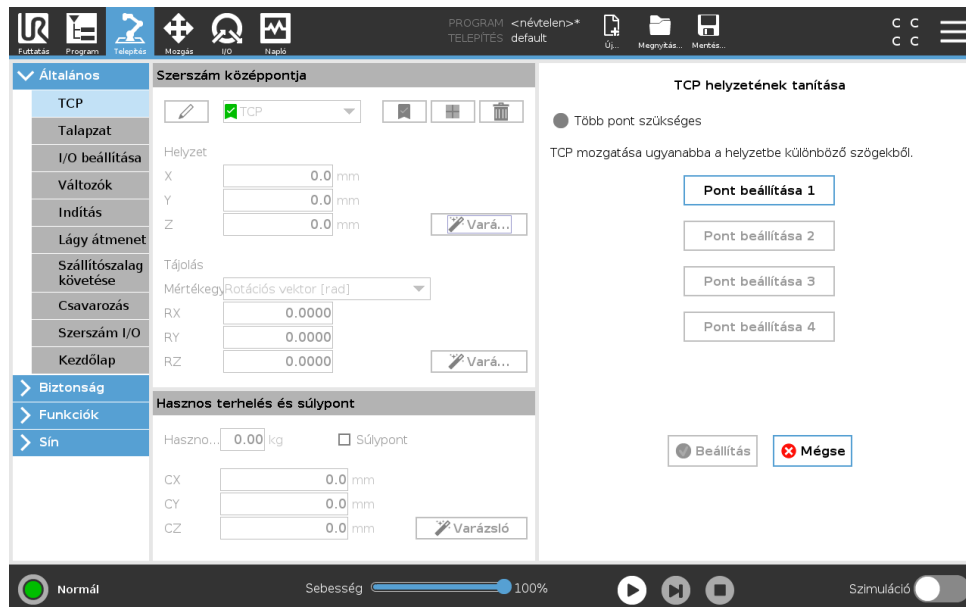 UR
Futtatás
Program
Telepítés
Mozgás
I/O
Napló
PROGRAM <névtelen>*
TELEPÍTÉS default
Új...
Megnyitás...
Mentés...
C C
C C
Általános
TCP
Talapzat
I/O beállítása
Változók
Indítás
Lágy átmenet
Szállítószalag
követése
Csavarozás
Szerszám I/O
Kezdőlap
Biztonság
Funkciók
Sín
Szerszám középpontja
TCP
Helyzet
X 0.0 mm
Y 0.0 mm
Z 0.0 mm
Vará...
Tájolás
Mértékegy Rotációs vektor [rad]
RX 0.0000
RY 0.0000
RZ 0.0000
Vará...
Hasznos terhelés és súlypont
Haszno... 0.00 kg
Súlypont
CX 0.0 mm
CY 0.0 mm
CZ 0.0 mm
Varázsló
TCP helyzetének tanítása
Több pont szükséges
TCP mozgatása ugyanabba a helyzetbe különböző szögekből.
Pont beállítása 1
Pont beállítása 2
Pont beállítása 3
Pont beállítása 4
Beállítás
Mégse
Normál
Sebesség 100%
Szimuláció